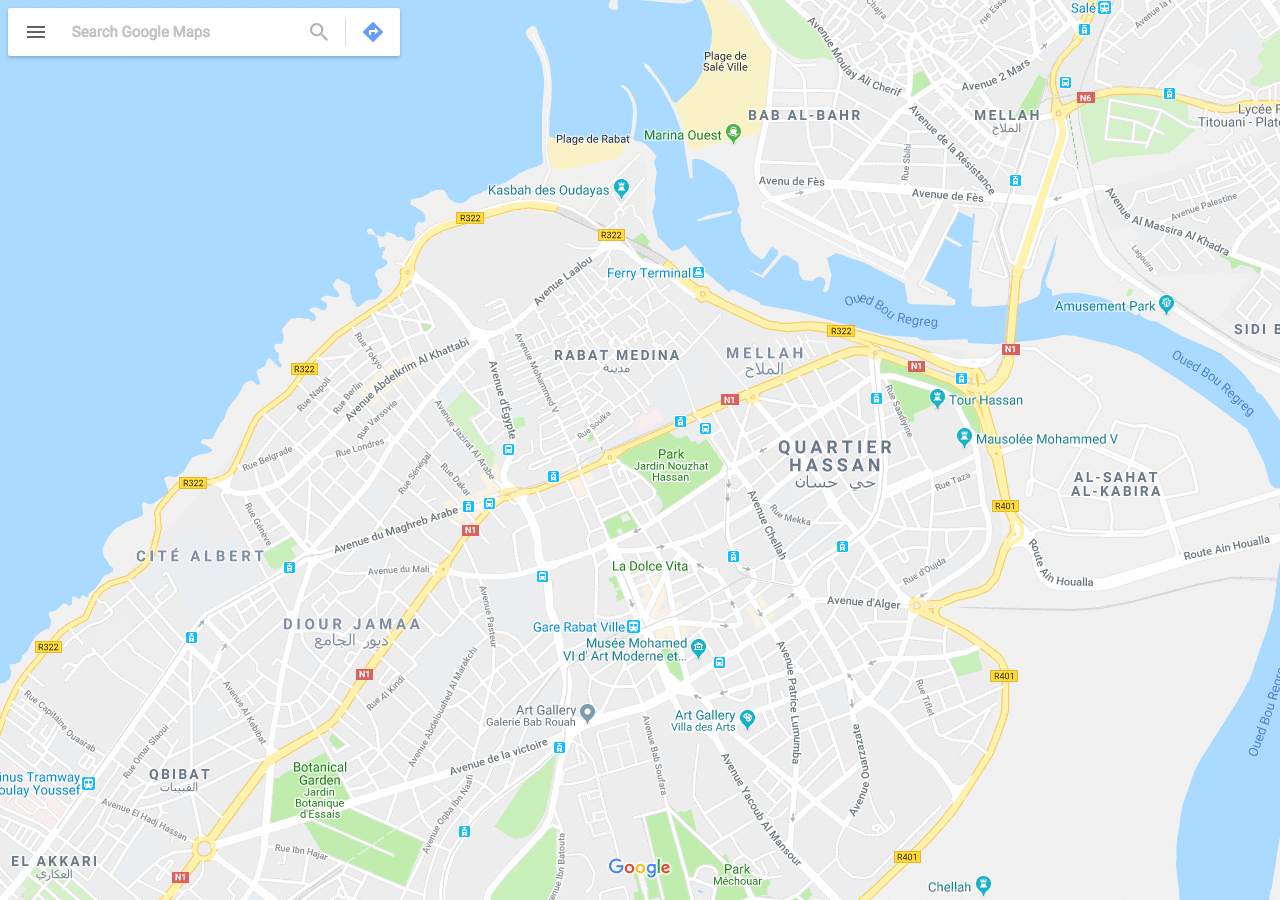 Search Google Maps
Salé
Chajra
rue Ess
Plage de
Salé Ville
Avenue Moulay Ali Cherif
Avenue 2 Mars
N6
BAB AL-BAHR
MELLAH
الملاح
Lycée F
Titouani - Plate
Marina Ouest
Plage de Rabat
Avenue de la Résistance
Rue Sbihi
Avenu de Fès
Avenue de Fès
Kasbah des Oudayas
Avenue Palestine
Avenue Al Massira Al Khadra
Lagouira
R322
R322
Avenue Laalou
Ferry Terminal
Oued Bou Regreg
Amusement Park
SIDI B
R322
Rue Tokyo
Avenue Abdelkrim Al Khattabi
Avenue Mohammed V
RABAT MEDINA
مدينة
MELLAH
الملاح
N1
N1
Oued Bou Regreg
R322
Rue Napoli
Rue Berlin
Rue Varsovie
Avenue d'Égypte
N1
Tour Hassan
Rue Saadiyine
Avenue Jazirat Al Arabe
Rue Souika
Mausolée Mohammed V
Rue Londres
Rue Belgrade
Rue Sénégal
Rue Dakar
Park
Jardin Nouzhat
Hassan
QUARTIER
HASSAN
حي حسان
AL-SAHAT
AL-KABIRA
R322
Rue Taza
R401
Rue Genève
Avenue du Maghreb Arabe
N1
Avenue Chellah
Rue Mekka
Route Ain Houalla
Route Ain Houalla
CITÉ ALBERT
Avenue du Mali
La Dolce Vita
Rue d'Oujda
Avenue d'Alger
DIOUR JAMAA
ديور الجامع
Avenue Pasteur
Gare Rabat Ville
Musée Mohamed
VI d' Art Moderne et...
R322
N1
Rue Al Kindi
Avenue Abdelouahed Al Marakchi
Avenue Patrice Lumumba
R401
Rue Tiflet
Oued Bou Regre
Rue Capitaine Ouaarab
Avenue Al Kebibat
Rue Omar Slaoui
Art Gallery
Galerie Bab Rouah
Art Gallery
Villa des Arts
Avenue Bab Soufara
Avenue Ouarzazate
Avenue de la victoire
QBIBAT
القبيبات
inus Tramway
oulay Youssef
Botanical
Garden
Jardin
Botanique
d'Essais
Avenue Oqba Ibn Naafi
Avenue Yacoub Al Mansour
Avenue El Hadj Hassan
Rue Ibn Hajar
Ibn Batouta
EL AKKARI
العكاري
N1
Google
Park
Méchouar
R401
Chellah